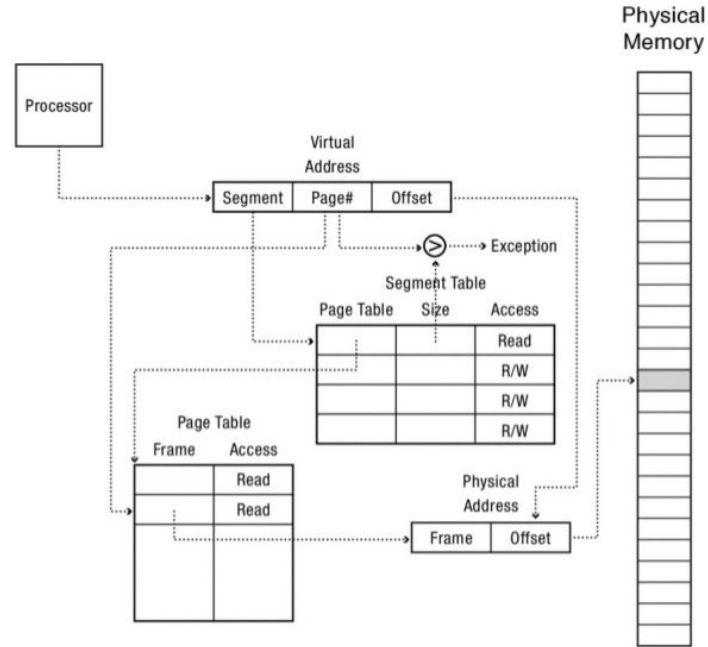 Physical
Memory
Processor
Virtual
Address
Segment Page# Offset
> Exception
Segment Table
Page Table Size Access
Read
R/W
R/W
R/W
Page Table
Frame Access
Read
Read
Physical
Address
Frame Offset